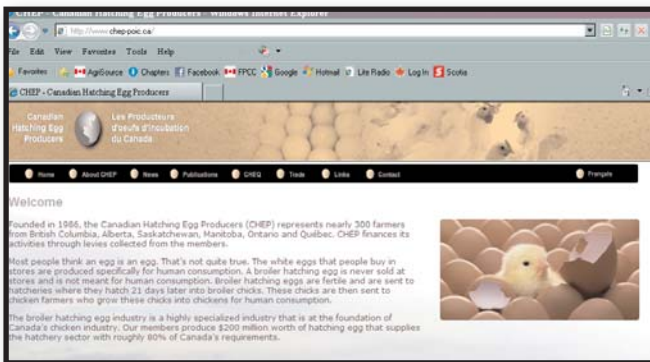 CHEP - Canadian Hatching Egg Producers - Windows Internet Explorer
http://www.chep-poic.ca/
File Edit View Favorites Tools Help
Favorites AgriSource Chapters Facebook FPCC Google Hotmail Lite Radio Log In Scotia
CHEP - Canadian Hatching Egg Producers
Canadian Hatching Egg Producers
Les Producteurs d'oeufs d'incubation du Canada
Home About CHEP News Publications CHEQ Trade Links Contact Français
Welcome
Founded in 1986, the Canadian Hatching Egg Producers (CHEP) represents nearly 300 farmers
from British Columbia, Alberta, Saskatchewan, Manitoba, Ontario and Québec. CHEP finances its
activities through levies collected from the members.
Most people think an egg is an egg. That's not quite true. The white eggs that people buy in
stores are produced specifically for human consumption. A broiler hatching egg is never sold at
stores and is not meant for human consumption. Broiler hatching eggs are fertile and are sent to
hatcheries where they hatch 21 days later into broiler chicks. These chicks are then sent to
chicken farmers who grow these chicks into chickens for human consumption.
The broiler hatching egg industry is a highly specialized industry that is at the foundation of
Canada's chicken industry. Our members produce $200 million worth of hatching egg that supplies
the hatchery sector with roughly 80% of Canada's requirements.